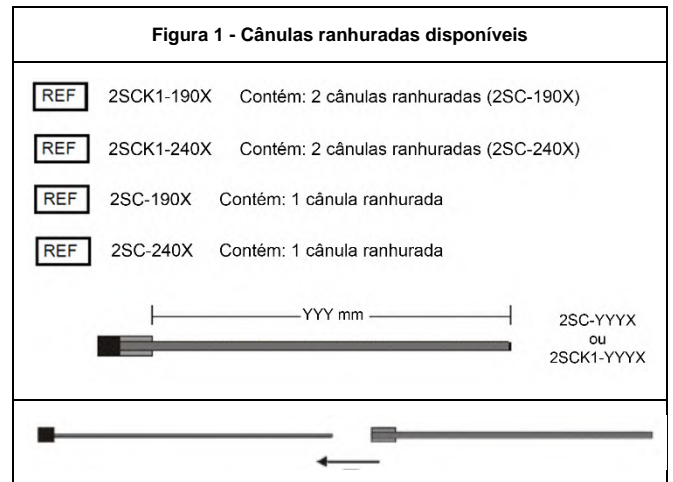 Figura 1 - Cânulas ranhuradas disponíveis
REF 2SCK1-190X Contém: 2 cânulas ranhuradas (2SC-190X)
REF 2SCK1-240X Contém: 2 cânulas ranhuradas (2SC-240X)
REF 2SC-190X Contém: 1 cânula ranhurada
REF 2SC-240X Contém: 1 cânula ranhurada
YYY mm
2SC-YYYX
ou
2SCK1-YYYX